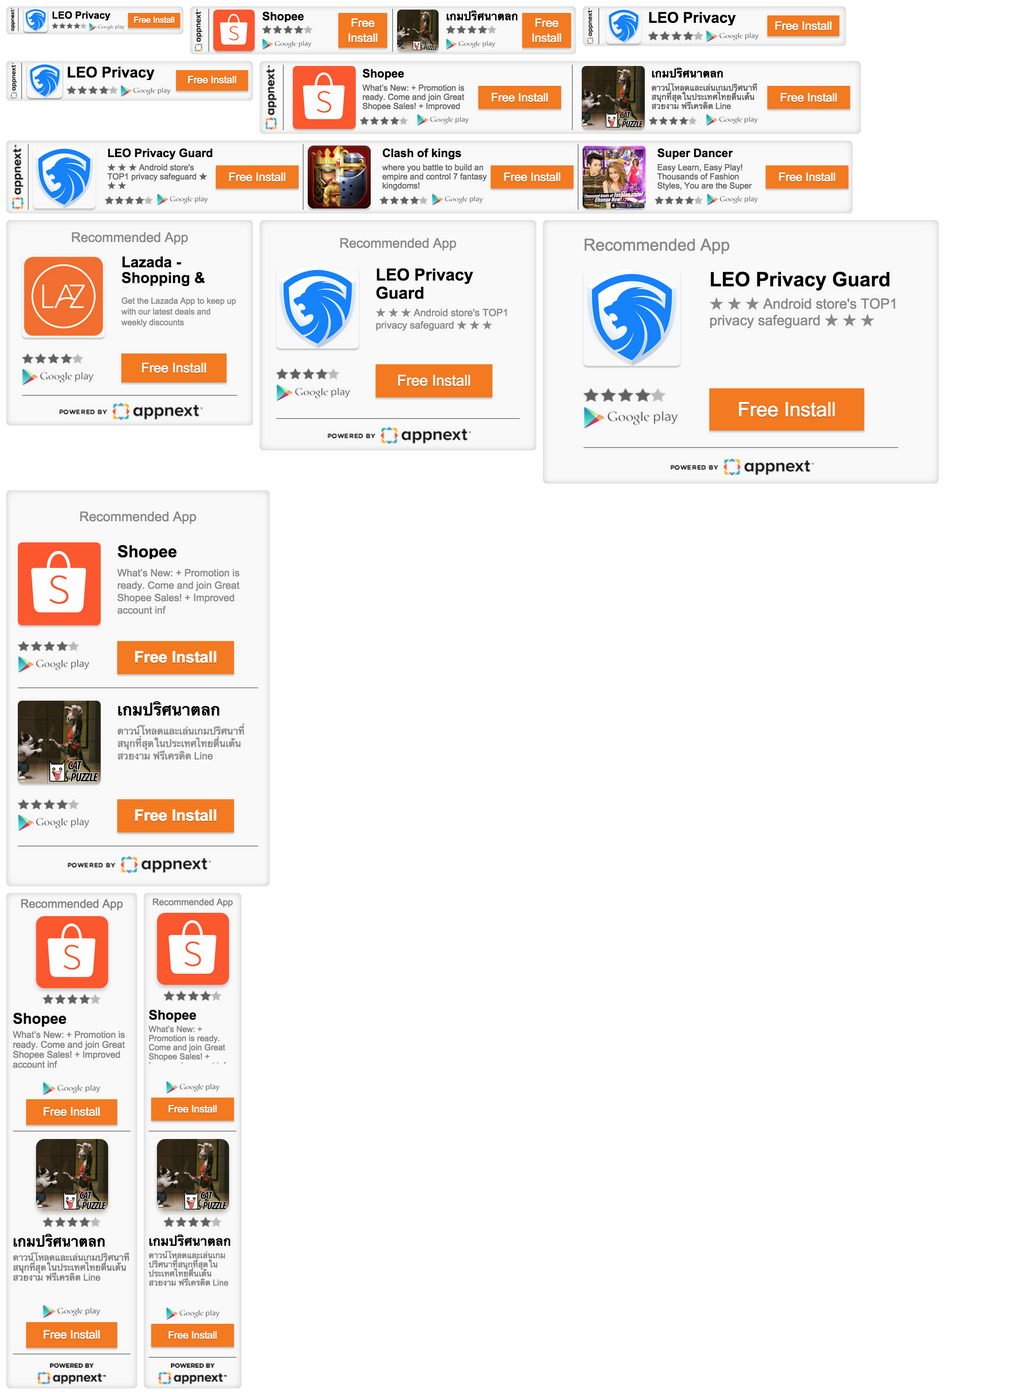 appnext
LEO Privacy
Free Install
Google play
appnext
Shopee
Google play
Free
Install
เกมปริศนาตลก
Google play
Free
Install
appnext
LEO Privacy
Google play
Free Install
appnext
LEO Privacy
Google play
Free Install
appnext
S
Shopee
What's New: + Promotion is
ready. Come and join Great
Shopee Sales! + Improved
Google play
Free Install
CAT
PUZZLE
เกมปริศนาตลก
ดาวน์โหลดและเล่นเกมปริศนาที่
สนุกที่สุดในประเทศไทยตื่นเต้น
สวยงาม ฟรีเครดิต Line
Google play
Free Install
appnext
LEO Privacy Guard
★ ★ ★ Android store's
TOP1 privacy safeguard ★
★ ★
Google play
Free Install
Clash of kings
where you battle to build an
empire and control 7 fantasy
kingdoms!
Google play
Free Install
Super Dancer
Easy Learn, Easy Play!
Thousands of Fashion
Styles, You are the Super
Google play
Free Install
Recommended App
LAZ
Lazada -
Shopping &
Get the Lazada App to keep up
with our latest deals and
weekly discounts
Google play
Free Install
POWERED BY appnext
Recommended App
LEO Privacy
Guard
★ ★ ★ Android store's TOP1
privacy safeguard ★ ★ ★
Google play
Free Install
POWERED BY appnext
Recommended App
LEO Privacy Guard
★ ★ ★ Android store's TOP1
privacy safeguard ★ ★ ★
Google play
Free Install
POWERED BY appnext
Recommended App
S
Shopee
What's New: + Promotion is
ready. Come and join Great
Shopee Sales! + Improved
account inf
Google play
Free Install
CAT
PUZZLE
เกมปริศนาตลก
ดาวน์โหลดและเล่นเกมปริศนาที่
สนุกที่สุดในประเทศไทยตื่นเต้น
สวยงาม ฟรีเครดิต Line
Google play
Free Install
POWERED BY appnext
Recommended App
S
Shopee
What's New: + Promotion is
ready. Come and join Great
Shopee Sales! + Improved
account inf
Google play
Free Install
CAT
PUZZLE
เกมปริศนาตลก
ดาวน์โหลดและเล่นเกมปริศนาที่
สนุกที่สุดในประเทศไทยตื่นเต้น
สวยงาม ฟรีเครดิต Line
Google play
Free Install
POWERED BY
appnext
Recommended App
S
Shopee
What's New: +
Promotion is ready.
Come and join Great
Shopee Sales! +
Google play
Free Install
CAT
PUZZLE
เกมปริศนาตลก
ดาวน์โหลดและเล่นเกม
ปริศนาที่สนุกที่สุดใน
ประเทศไทยตื่นเต้น
สวยงาม ฟรีเครดิต Line
Google play
Free Install
POWERED BY
appnext